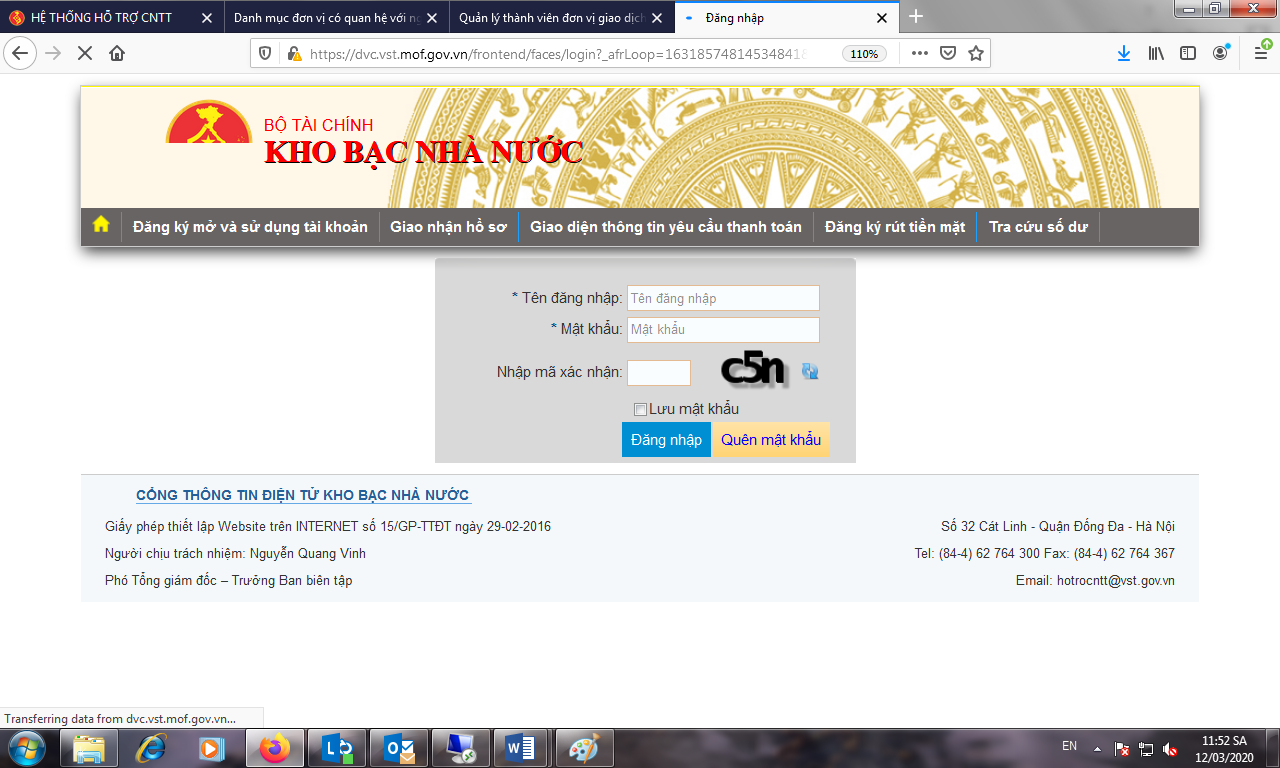 HỆ THỐNG HỖ TRỢ CNTT
Danh mục đơn vị có quan hệ với ng
Quản lý thành viên đơn vị giao dịch
Đăng nhập
https://dvc.vst.mof.gov.vn/frontend/faces/login?_afrLoop=16318574814534841
110%
BỘ TÀI CHÍNH
KHO BẠC NHÀ NƯỚC
Đăng ký mở và sử dụng tài khoản
Giao nhận hồ sơ
Giao diện thông tin yêu cầu thanh toán
Đăng ký rút tiền mặt
Tra cứu số dư
* Tên đăng nhập: Tên đăng nhập
* Mật khẩu: Mật khẩu
Nhập mã xác nhận: c5n
Lưu mật khẩu
Đăng nhập Quên mật khẩu
CỔNG THÔNG TIN ĐIỆN TỬ KHO BẠC NHÀ NƯỚC
Giấy phép thiết lập Website trên INTERNET số 15/GP-TTĐT ngày 29-02-2016
Số 32 Cát Linh - Quận Đống Đa - Hà Nội
Người chịu trách nhiệm: Nguyễn Quang Vinh
Tel: (84-4) 62 764 300 Fax: (84-4) 62 764 367
Phó Tổng giám đốc – Trưởng Ban biên tập
Email: hotrocntt@vst.gov.vn
Transferring data from dvc.vst.mof.gov.vn...
EN
11:52 SA
12/03/2020